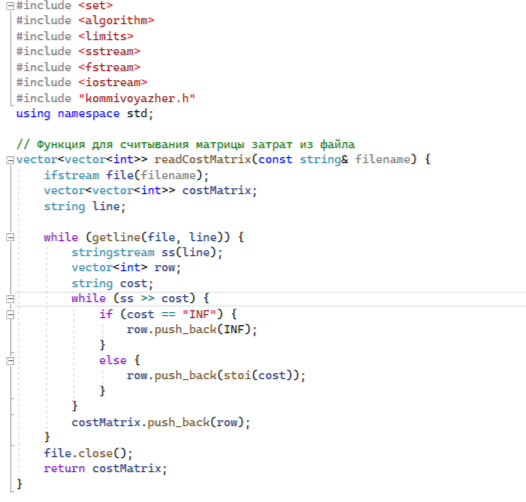 #include <set>
#include <algorithm>
#include <limits>
#include <sstream>
#include <fstream>
#include <iostream>
#include "kommivoyazher.h"
using namespace std;

// Функция для считывания матрицы затрат из файла
vector<vector<int>> readCostMatrix(const string& filename) {
    ifstream file(filename);
    vector<vector<int>> costMatrix;
    string line;

    while (getline(file, line)) {
        stringstream ss(line);
        vector<int> row;
        string cost;
        while (ss >> cost) {
            if (cost == "INF") {
                row.push_back(INF);
            }
            else {
                row.push_back(stoi(cost));
            }
        }
        costMatrix.push_back(row);
    }
    file.close();
    return costMatrix;
}